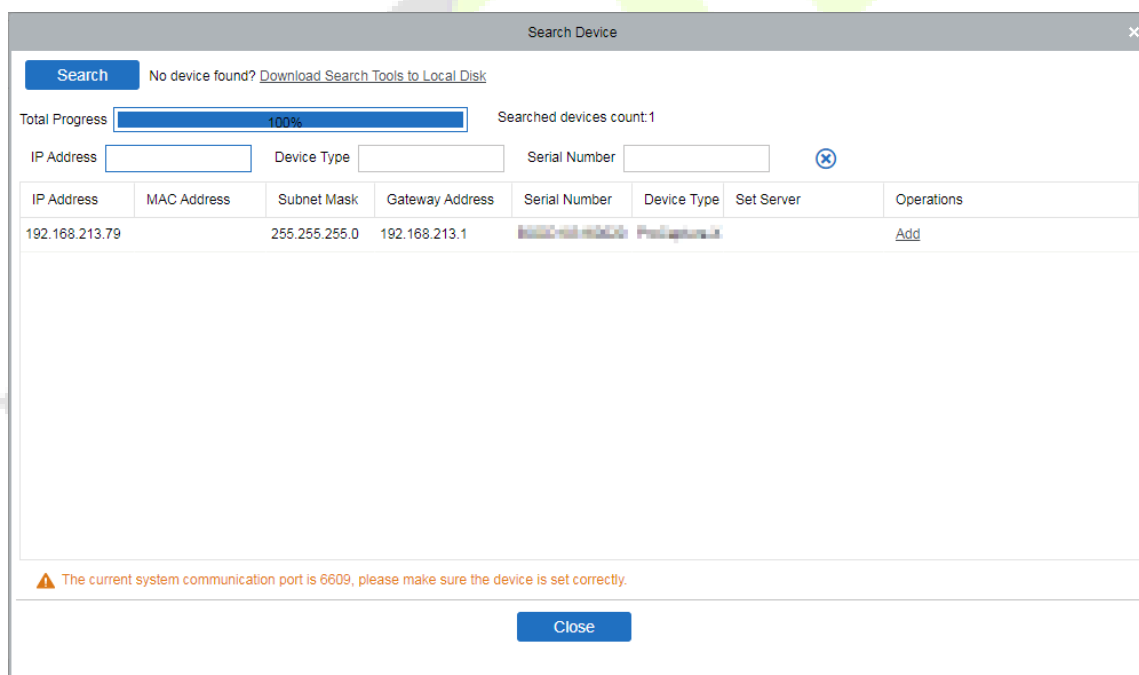 Search Device
Search No device found? Download Search Tools to Local Disk
Total Progress 100% Searched devices count:1
IP Address Device Type Serial Number
IP Address MAC Address Subnet Mask Gateway Address Serial Number Device Type Set Server Operations
192.168.213.79 255.255.255.0 192.168.213.1 Add
The current system communication port is 6609, please make sure the device is set correctly.
Close